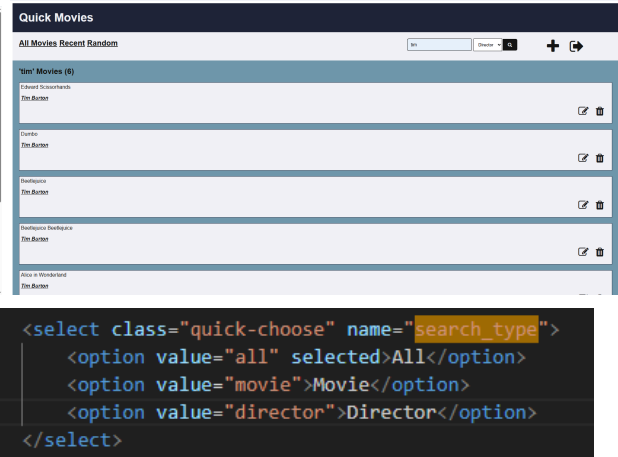 Quick Movies
All Movies Recent Random
tim Director
'tim' Movies (6)
Edward Scissorhands
Tim Burton
Dumbo
Tim Burton
Beetlejuice
Tim Burton
Beetlejuice Beetlejuice
Tim Burton
Alice in Wonderland
Tim Burton
<select class="quick-choose" name="search_type">
<option value="all" selected>All</option>
<option value="movie">Movie</option>
<option value="director">Director</option>
</select>